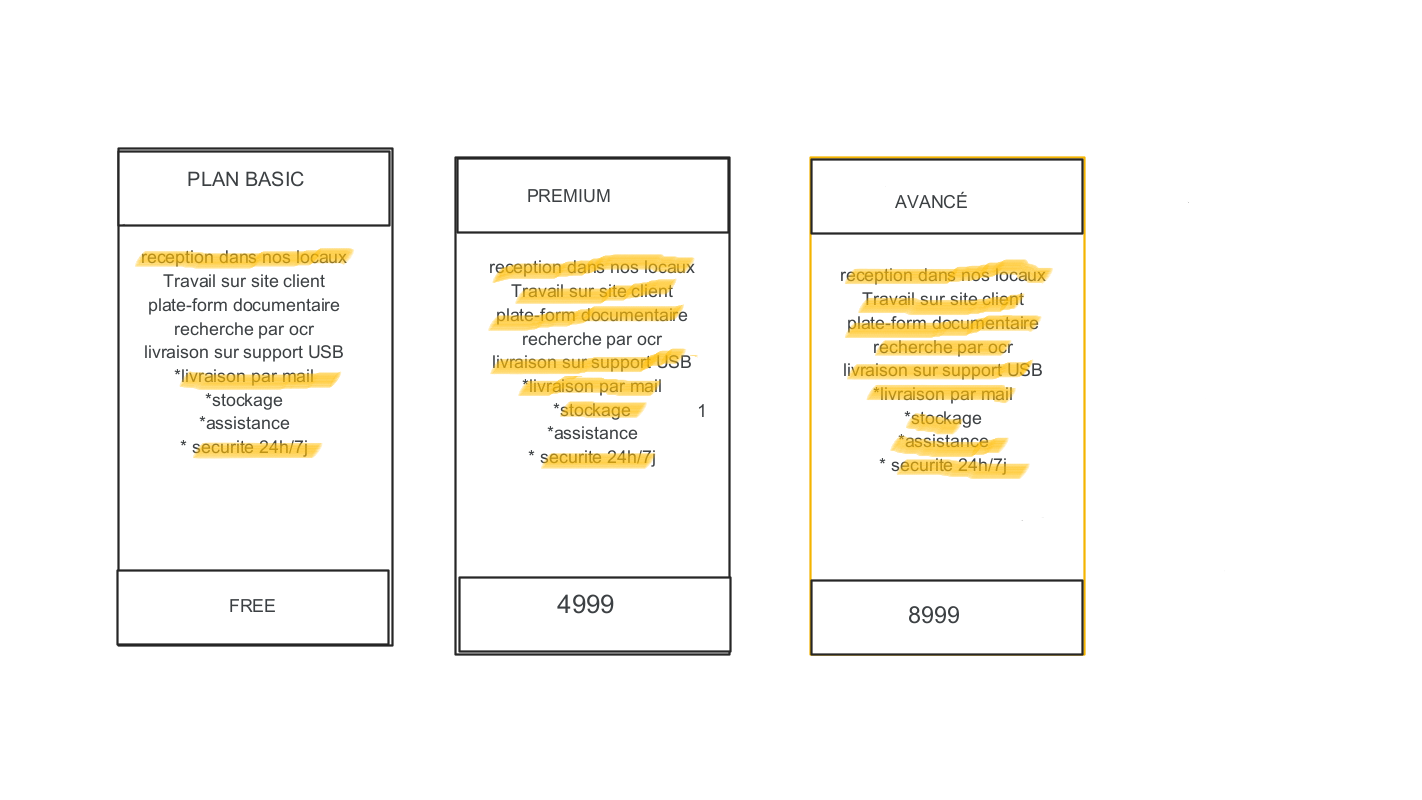 PLAN BASIC
reception dans nos locaux
Travail sur site client
plate-form documentaire
recherche par ocr
livraison sur support USB
*livraison par mail
*stockage
*assistance
* securite 24h/7j
FREE
PREMIUM
reception dans nos locaux
Travail sur site client
plate-form documentaire
recherche par ocr
livraison sur support USB
*livraison par mail
*stockage
1
*assistance
* securite 24h/7j
4999
AVANCÉ
reception dans nos locaux
Travail sur site client
plate-form documentaire
recherche par ocr
livraison sur support USB
*livraison par mail
*stockage
*assistance
* securite 24h/7j
8999